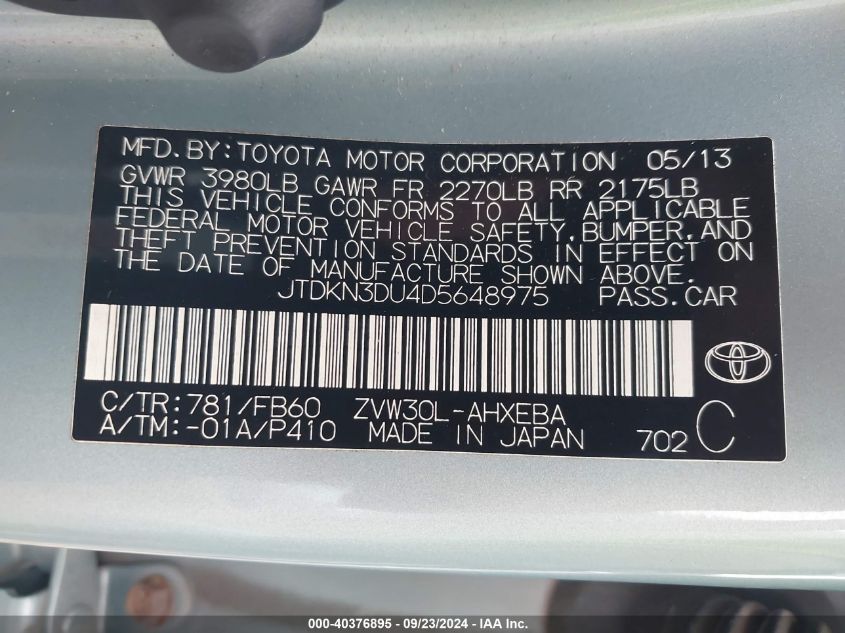 MFD.BY:TOYOTA MOTOR CORPORATION 05/13
GVWR 3980LB GAWR FR 2270LB RR 2175LB
THIS VEHICLE CONFORMS TO ALL APPLICABLE
FEDERAL MOTOR VEHICLE SAFETY,BUMPER,AND
THEFT PREVENTION STANDARDS IN EFFECT ON
THE DATE OF MANUFACTURE SHOWN ABOVE.
JTDKN3DU4D5648975 PASS.CAR
C/TR:781/FB60 ZVW30L-AHXEBA
A/TM:-01A/P410 MADE IN JAPAN 702 C
000-40376895 - 09/23/2024 - IAA Inc.